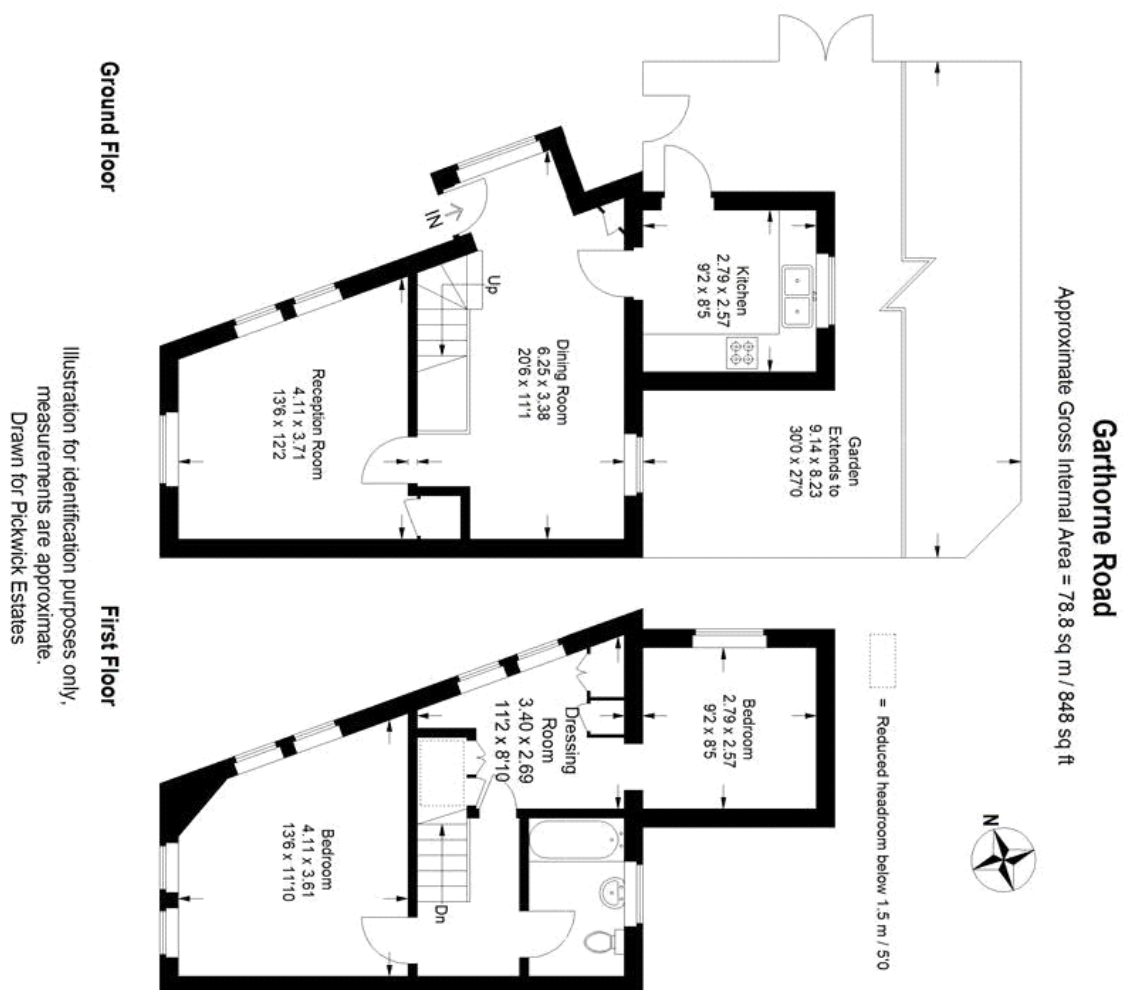 Garthorne Road
Approximate Gross Internal Area = 78.8 sq m / 848 sq ft
= Reduced headroom below 1.5 m / 5'0
N
Garden
Extends to
9.14 x 8.23
30'0 x 27'0
Kitchen
2.79 x 2.57
9'2 x 8'5
Dining Room
6.25 x 3.38
20'6 x 11'1
Up
IN
Reception Room
4.11 x 3.71
13'6 x 12'2
Ground Floor
Bedroom
2.79 x 2.57
9'2 x 8'5
Dressing
Room
3.40 x 2.69
11'2 x 8'10
Dn
Bedroom
4.11 x 3.61
13'6 x 11'10
First Floor
Illustration for identification purposes only,
measurements are approximate.
Drawn for Pickwick Estates